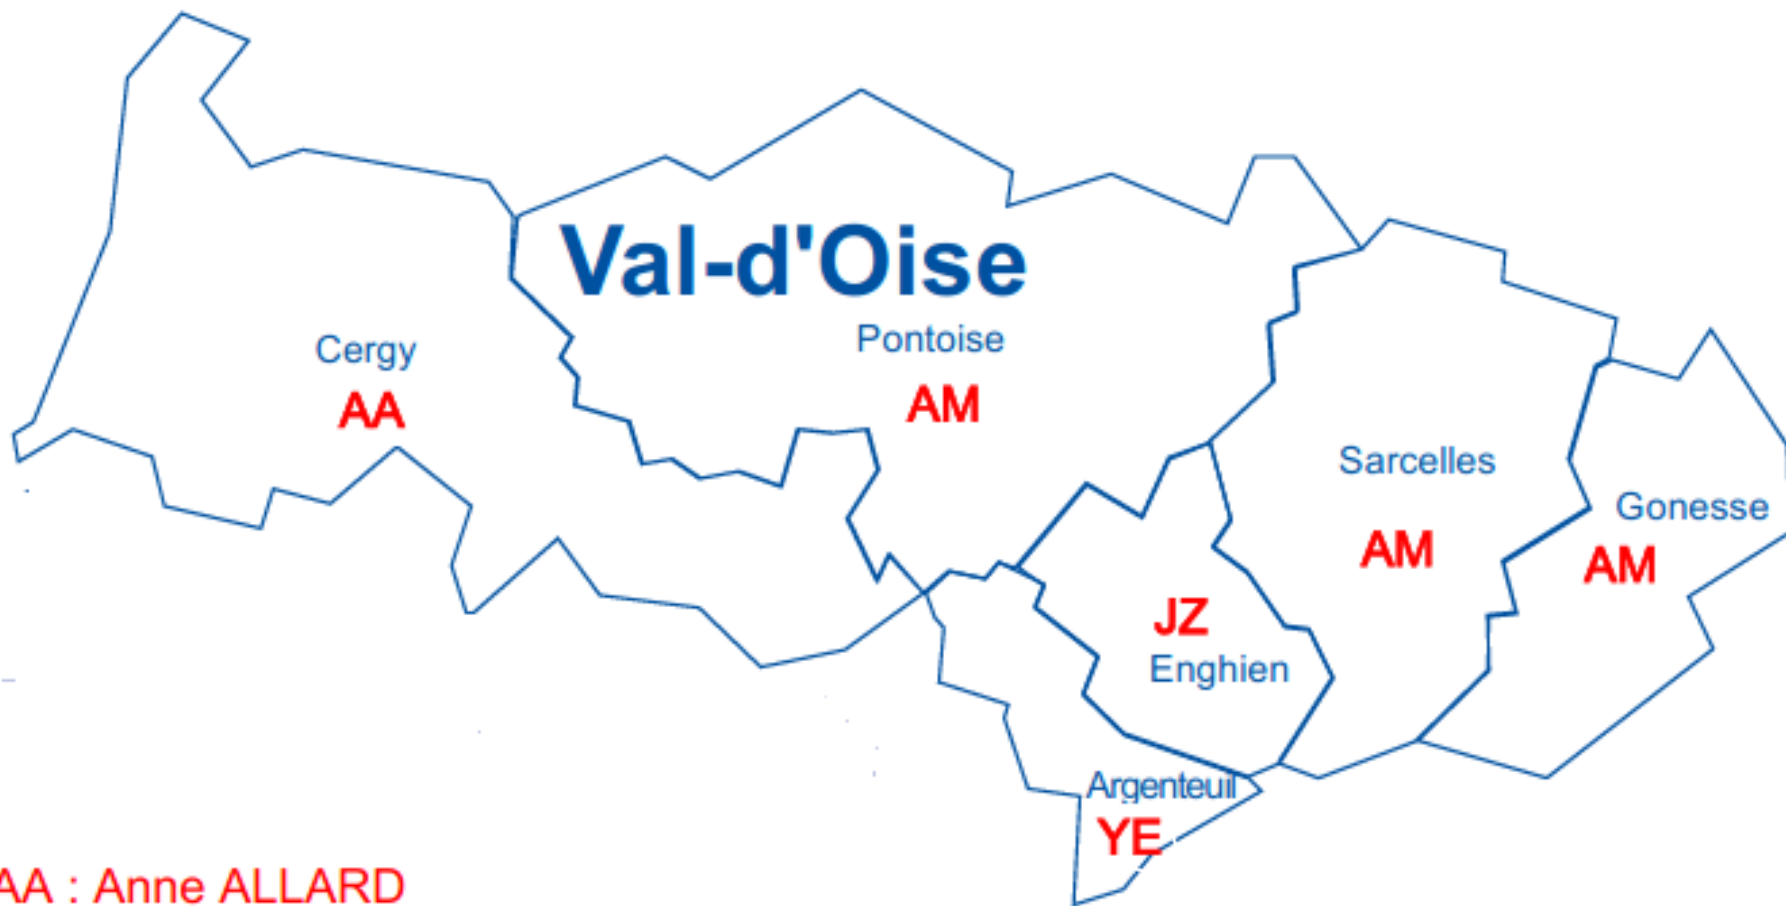 Val-d'Oise
Pontoise
Cergy
AM
AA
Sarcelles
Gonesse
AM
AM
JZ
Enghien
Argenteuil
YE
AA : Anne ALLARD